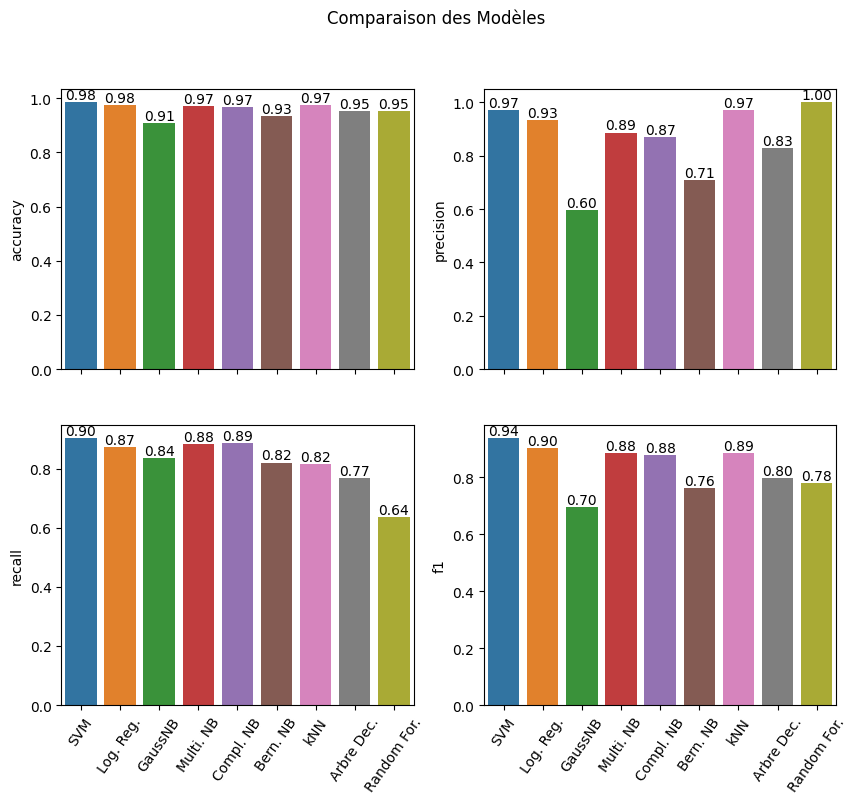 Comparaison des Modèles
accuracy
1.0
0.8
0.6
0.4
0.2
0.0
0.98
0.98
0.91
0.97
0.97
0.93
0.97
0.95
0.95
precision
1.0
0.8
0.6
0.4
0.2
0.0
0.97
0.93
0.60
0.89
0.87
0.71
0.97
0.83
1.00
recall
0.8
0.6
0.4
0.2
0.0
0.90
0.87
0.84
0.88
0.89
0.82
0.82
0.77
0.64
SVM
Log. Reg.
GaussNB
Multi. NB
Compl. NB
Bern. NB
kNN
Arbre Dec.
Random For.
f1
0.8
0.6
0.4
0.2
0.0
0.94
0.90
0.70
0.88
0.88
0.76
0.89
0.80
0.78
SVM
Log. Reg.
GaussNB
Multi. NB
Compl. NB
Bern. NB
kNN
Arbre Dec.
Random For.